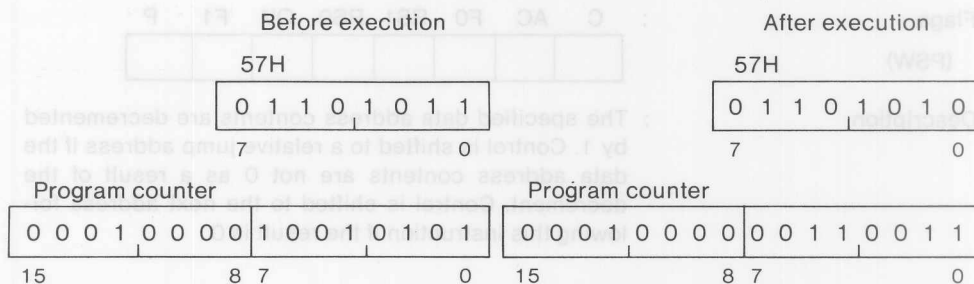 Before execution After execution
57H 57H
0 1 1 0 1 0 1 1 0 1 1 0 1 0 1 0
7 0 7 0
Program counter Program counter
0 0 0 1 0 0 0 0 0 1 0 0 1 0 0 1 0 0 0 1 0 0 0 0 0 0 1 1 0 0 1 1
15 8 7 0 15 8 7 0